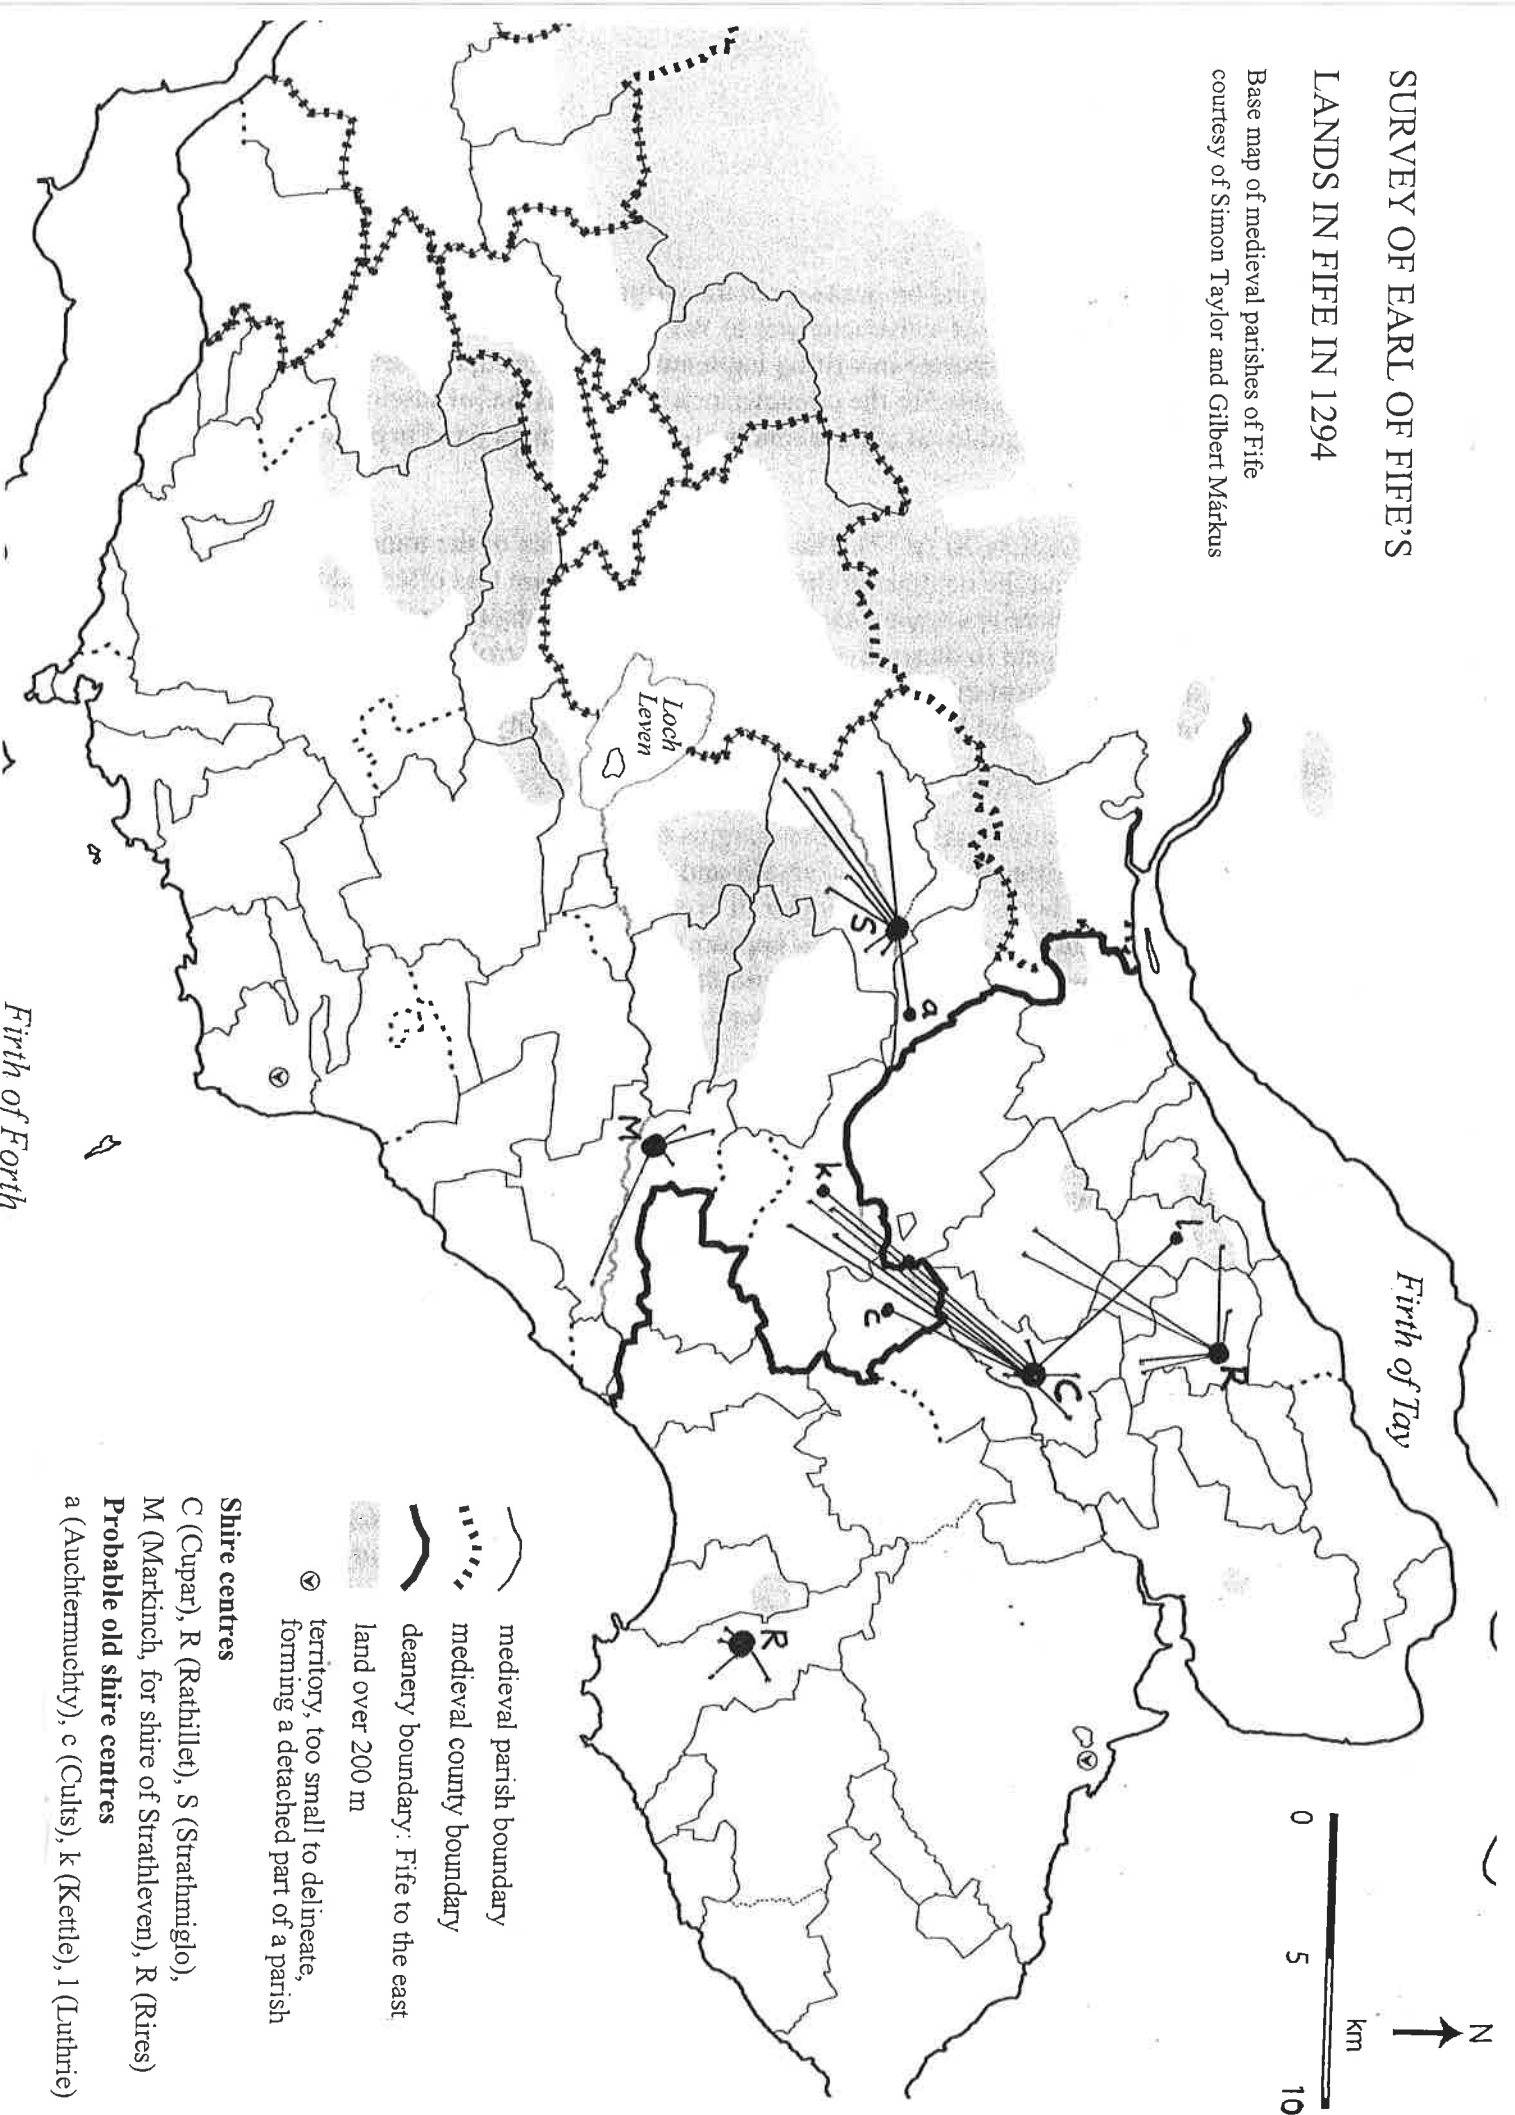 SURVEY OF EARL OF FIFE'S
LANDS IN FIFE IN 1294
Base map of medieval parishes of Fife
courtesy of Simon Taylor and Gilbert Márkus
N
0 5 10
km
Firth of Tay
Loch
Leven
S
a
l
R
C
k
c
M
R
Firth of Forth
medieval parish boundary
medieval county boundary
deanery boundary: Fife to the east
land over 200 m
territory, too small to delineate,
forming a detached part of a parish
Shire centres
C (Cupar), R (Rathillet), S (Strathmiglo),
M (Markinch, for shire of Strathleven), R (Rires)
Probable old shire centres
a (Auchtermuchty), c (Cults), k (Kettle), l (Luthrie)